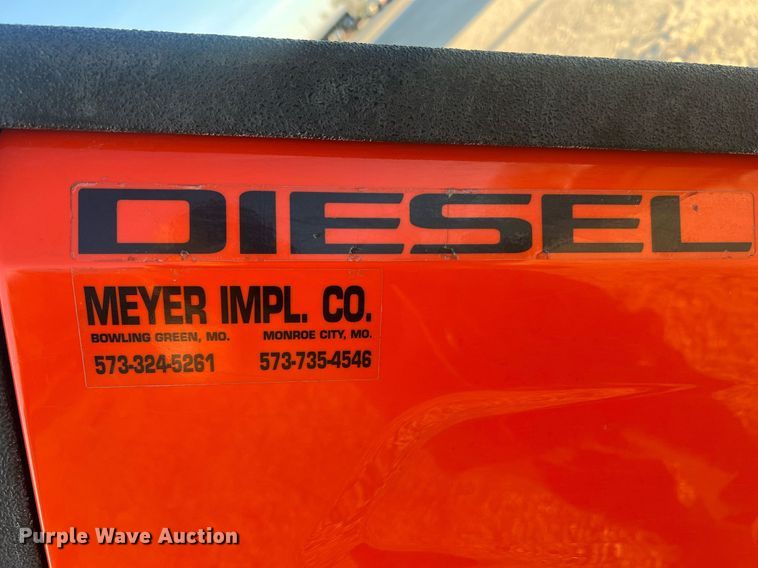 DIESEL
MEYER IMPL. CO.
BOWLING GREEN, MO. MONROE CITY, MO.
573-324-5261 573-735-4546
Purple Wave Auction